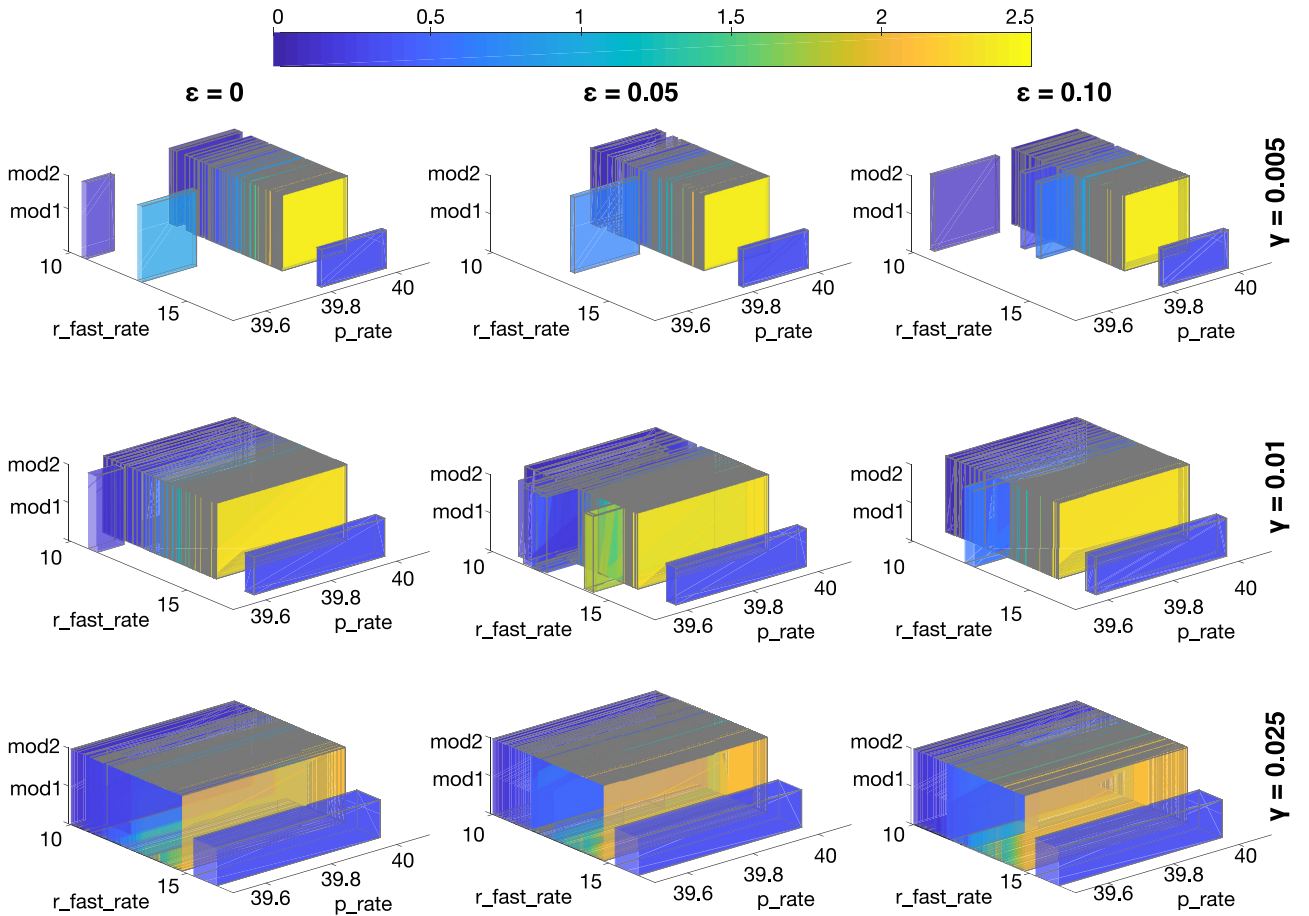 0 0.5 1 1.5 2 2.5
ε = 0 ε = 0.05 ε = 0.10
mod2
mod1
10
15
r_fast_rate
39.6
39.8
40
p_rate
mod2
mod1
10
15
r_fast_rate
39.6
39.8
40
p_rate
mod2
mod1
10
15
r_fast_rate
39.6
39.8
40
p_rate
γ = 0.005
mod2
mod1
10
15
r_fast_rate
39.6
39.8
40
p_rate
mod2
mod1
10
15
r_fast_rate
39.6
39.8
40
p_rate
mod2
mod1
10
15
r_fast_rate
39.6
39.8
40
p_rate
γ = 0.01
mod2
mod1
10
15
r_fast_rate
39.6
39.8
40
p_rate
mod2
mod1
10
15
r_fast_rate
39.6
39.8
40
p_rate
mod2
mod1
10
15
r_fast_rate
39.6
39.8
40
p_rate
γ = 0.025